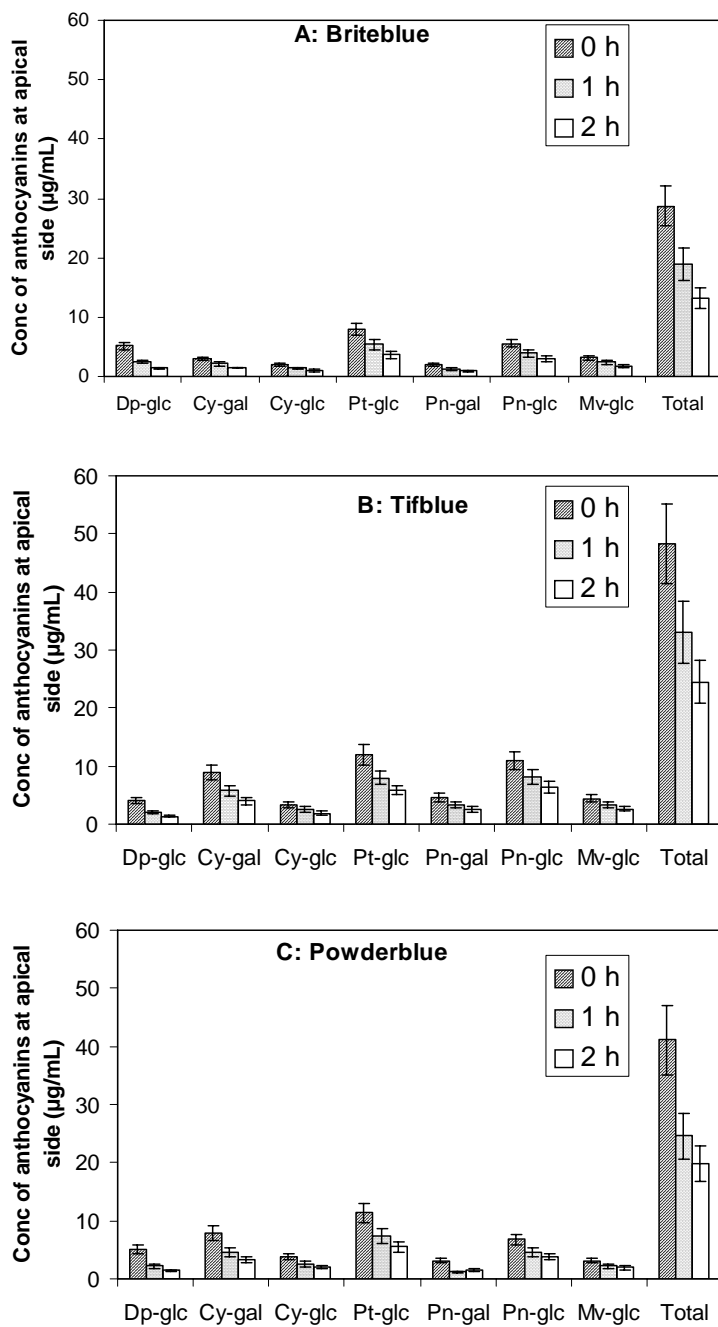 60
50
40
30
20
10
0
Conc of anthocyanins at apical
side (µg/mL)
A: Briteblue
0 h
1 h
2 h
Dp-glc Cy-gal Cy-glc Pt-glc Pn-gal Pn-glc Mv-glc Total
60
50
40
30
20
10
0
Conc of anthocyanins at apical
side (µg/mL)
B: Tifblue
0 h
1 h
2 h
Dp-glc Cy-gal Cy-glc Pt-glc Pn-gal Pn-glc Mv-glc Total
60
50
40
30
20
10
0
Conc of anthocyanins at apical
side (µg/mL)
C: Powderblue
0 h
1 h
2 h
Dp-glc Cy-gal Cy-glc Pt-glc Pn-gal Pn-glc Mv-glc Total